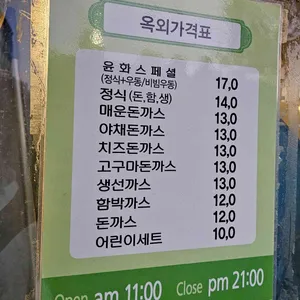 옥외가격표
윤화스페셜
(정식+우동/비빔우동) 17,0
정식(돈,함,생) 14,0
매운돈까스 13,0
야채돈까스 13,0
치즈돈까스 13,0
고구마돈까스 13,0
생선까스 13,0
함박까스 12,0
돈까스 12,0
어린이세트 10,0
Open am 11:00 Close pm 21:00